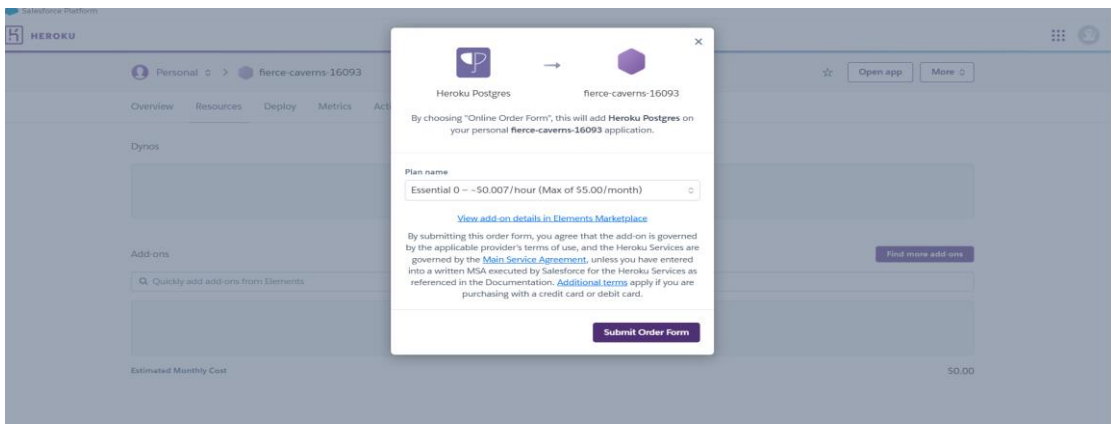 Salesforce Platform
HEROKU
Personal > fierce-caverns-16093
Open app
More
Overview Resources Deploy Metrics Acti
Dynos
Add-ons
Find more add-ons
Quickly add add-ons from Elements
Estimated Monthly Cost
$0.00
Heroku Postgres
fierce-caverns-16093
By choosing "Online Order Form", this will add Heroku Postgres on
your personal fierce-caverns-16093 application.
Plan name
Essential 0 – ~$0.007/hour (Max of $5.00/month)
View add-on details in Elements Marketplace
By submitting this order form, you agree that the add-on is governed
by the applicable provider's terms of use, and the Heroku Services are
governed by the Main Service Agreement, unless you have entered
into a written MSA executed by Salesforce for the Heroku Services as
referenced in the Documentation. Additional terms apply if you are
purchasing with a credit card or debit card.
Submit Order Form